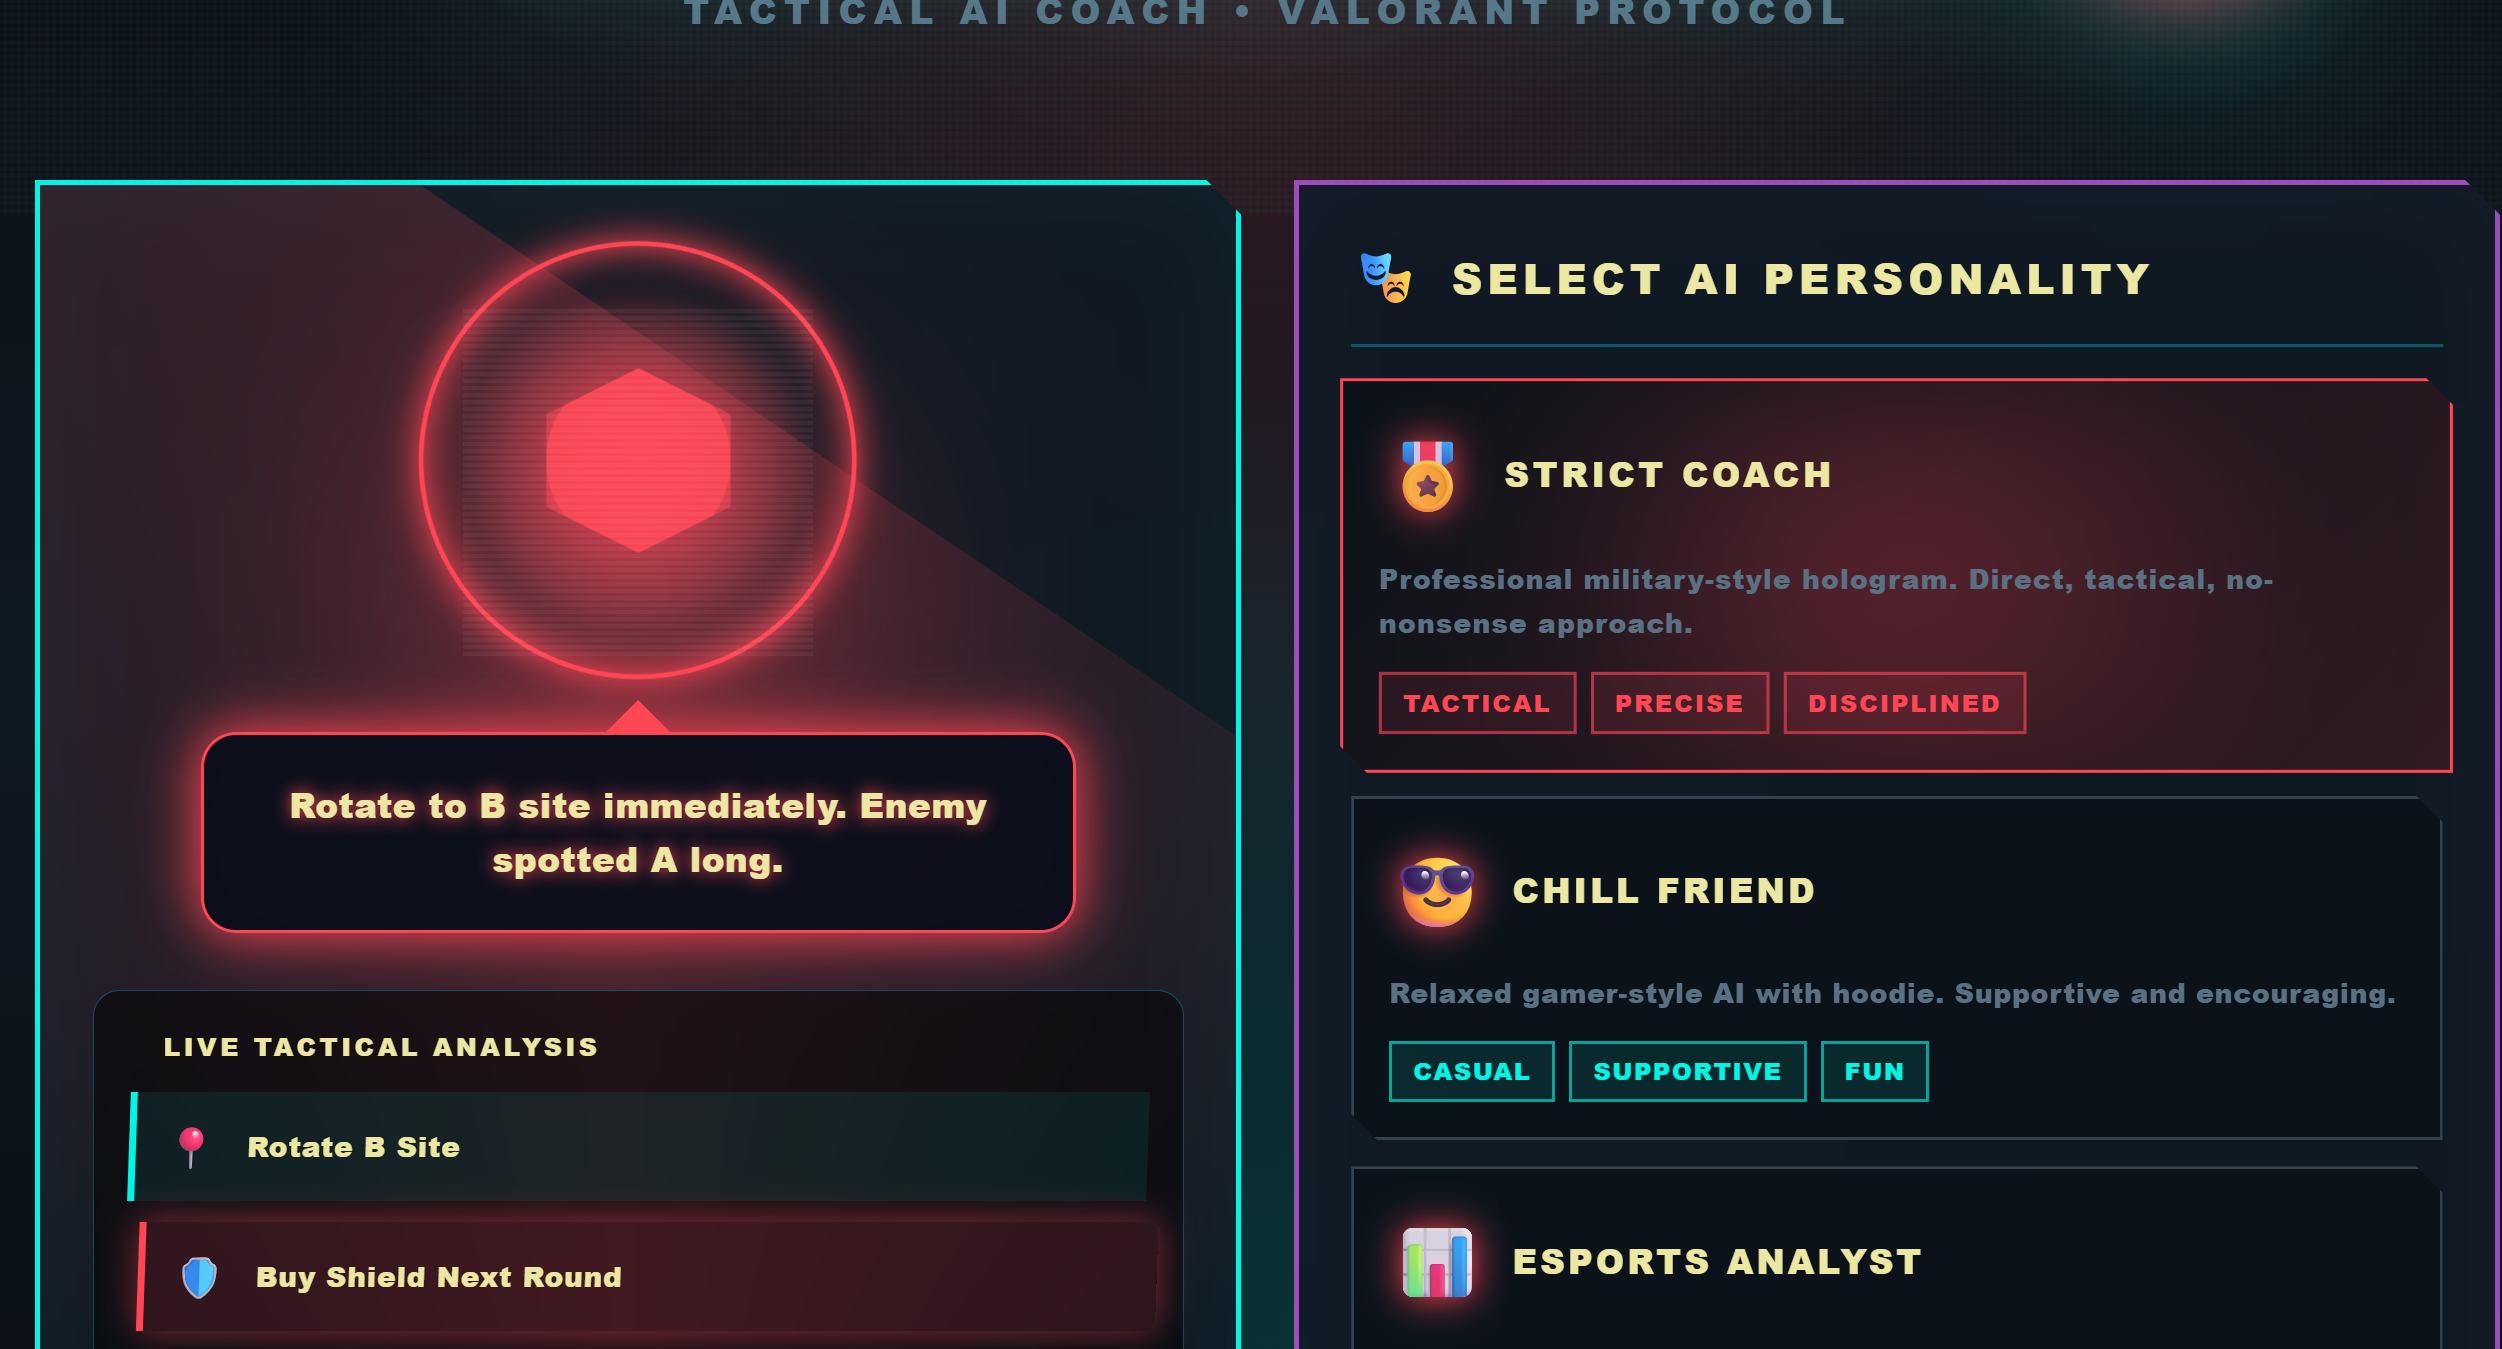 TACTICAL AI COACH • VALORANT PROTOCOL
Rotate to B site immediately. Enemy
spotted A long.
LIVE TACTICAL ANALYSIS
Rotate B Site
Buy Shield Next Round
SELECT AI PERSONALITY
STRICT COACH
Professional military-style hologram. Direct, tactical, no-
nonsense approach.
TACTICAL
PRECISE
DISCIPLINED
CHILL FRIEND
Relaxed gamer-style AI with hoodie. Supportive and encouraging.
CASUAL
SUPPORTIVE
FUN
ESPORTS ANALYST